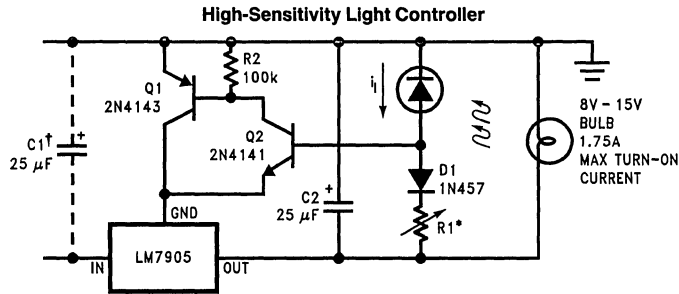 High-Sensitivity Light Controller
R2
100k
Q1
2N4143
i₁
8V – 15V
BULB
1.75A
MAX TURN-ON
CURRENT
C1† +
25 μF
Q2
2N4141
D1
1N457
C2 +
25 μF
R1*
GND
IN
LM7905
OUT